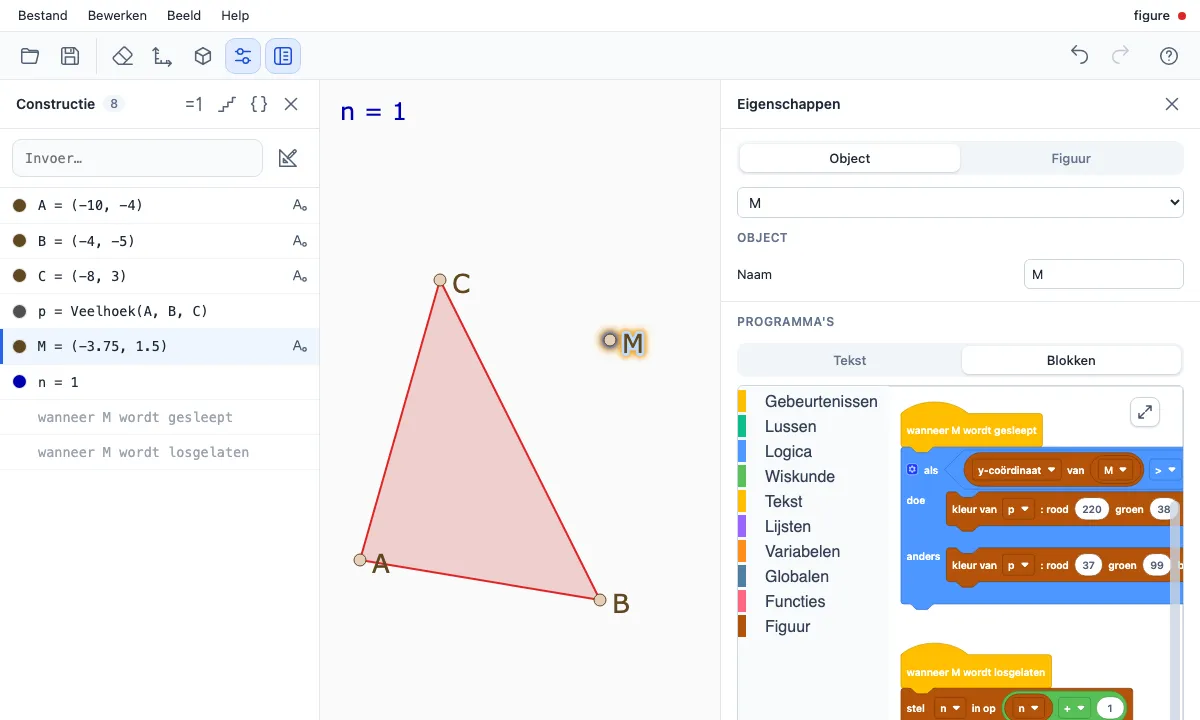 Bestand Bewerken Beeld Help figure
Constructie 8 =1 {}
Invoer…
A = (-10, -4)
B = (-4, -5)
C = (-8, 3)
p = Veelhoek(A, B, C)
M = (-3.75, 1.5)
n = 1
wanneer M wordt gesleept
wanneer M wordt losgelaten
n = 1
C
M
A
B
Eigenschappen
Object Figuur
M
OBJECT
Naam M
PROGRAMMA'S
Tekst Blokken
Gebeurtenissen
Lussen
Logica
Wiskunde
Tekst
Lijsten
Variabelen
Globalen
Functies
Figuur
wanneer M wordt gesleept
als y-coördinaat van M >
doe kleur van p : rood 220 groen 38
anders kleur van p : rood 37 groen 99
wanneer M wordt losgelaten
stel n in op n + 1